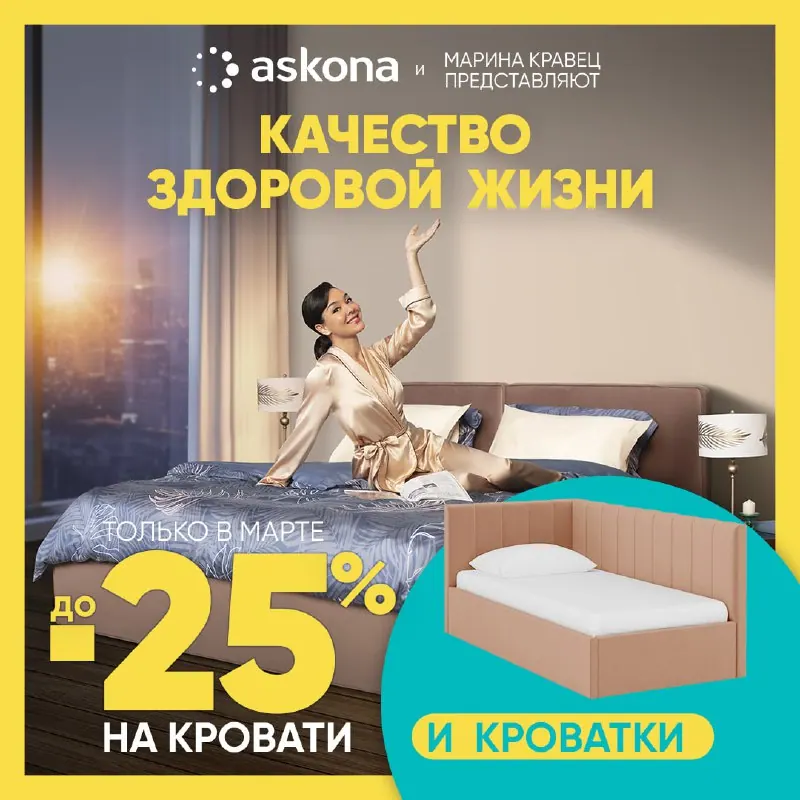 askona и МАРИНА КРАВЕЦ
ПРЕДСТАВЛЯЮТ
КАЧЕСТВО
ЗДОРОВОЙ ЖИЗНИ
ТОЛЬКО В МАРТЕ
до
-25%
НА КРОВАТИ
И КРОВАТКИ